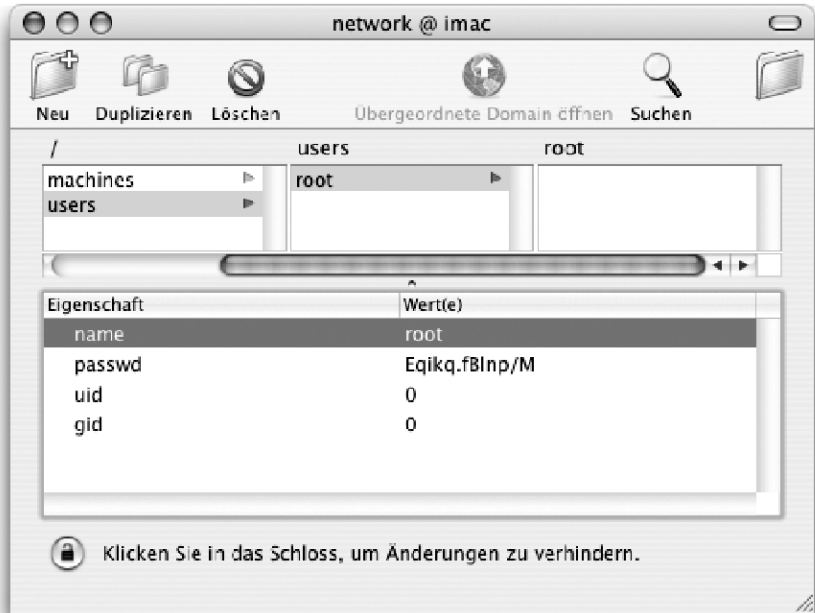 network @ imac
Neu Duplizieren Löschen Übergeordnete Domain öffnen Suchen
/ users root
machines root
users
Eigenschaft Wert(e)
name root
passwd Eqikq.fBlnp/M
uid 0
gid 0
Klicken Sie in das Schloss, um Änderungen zu verhindern.